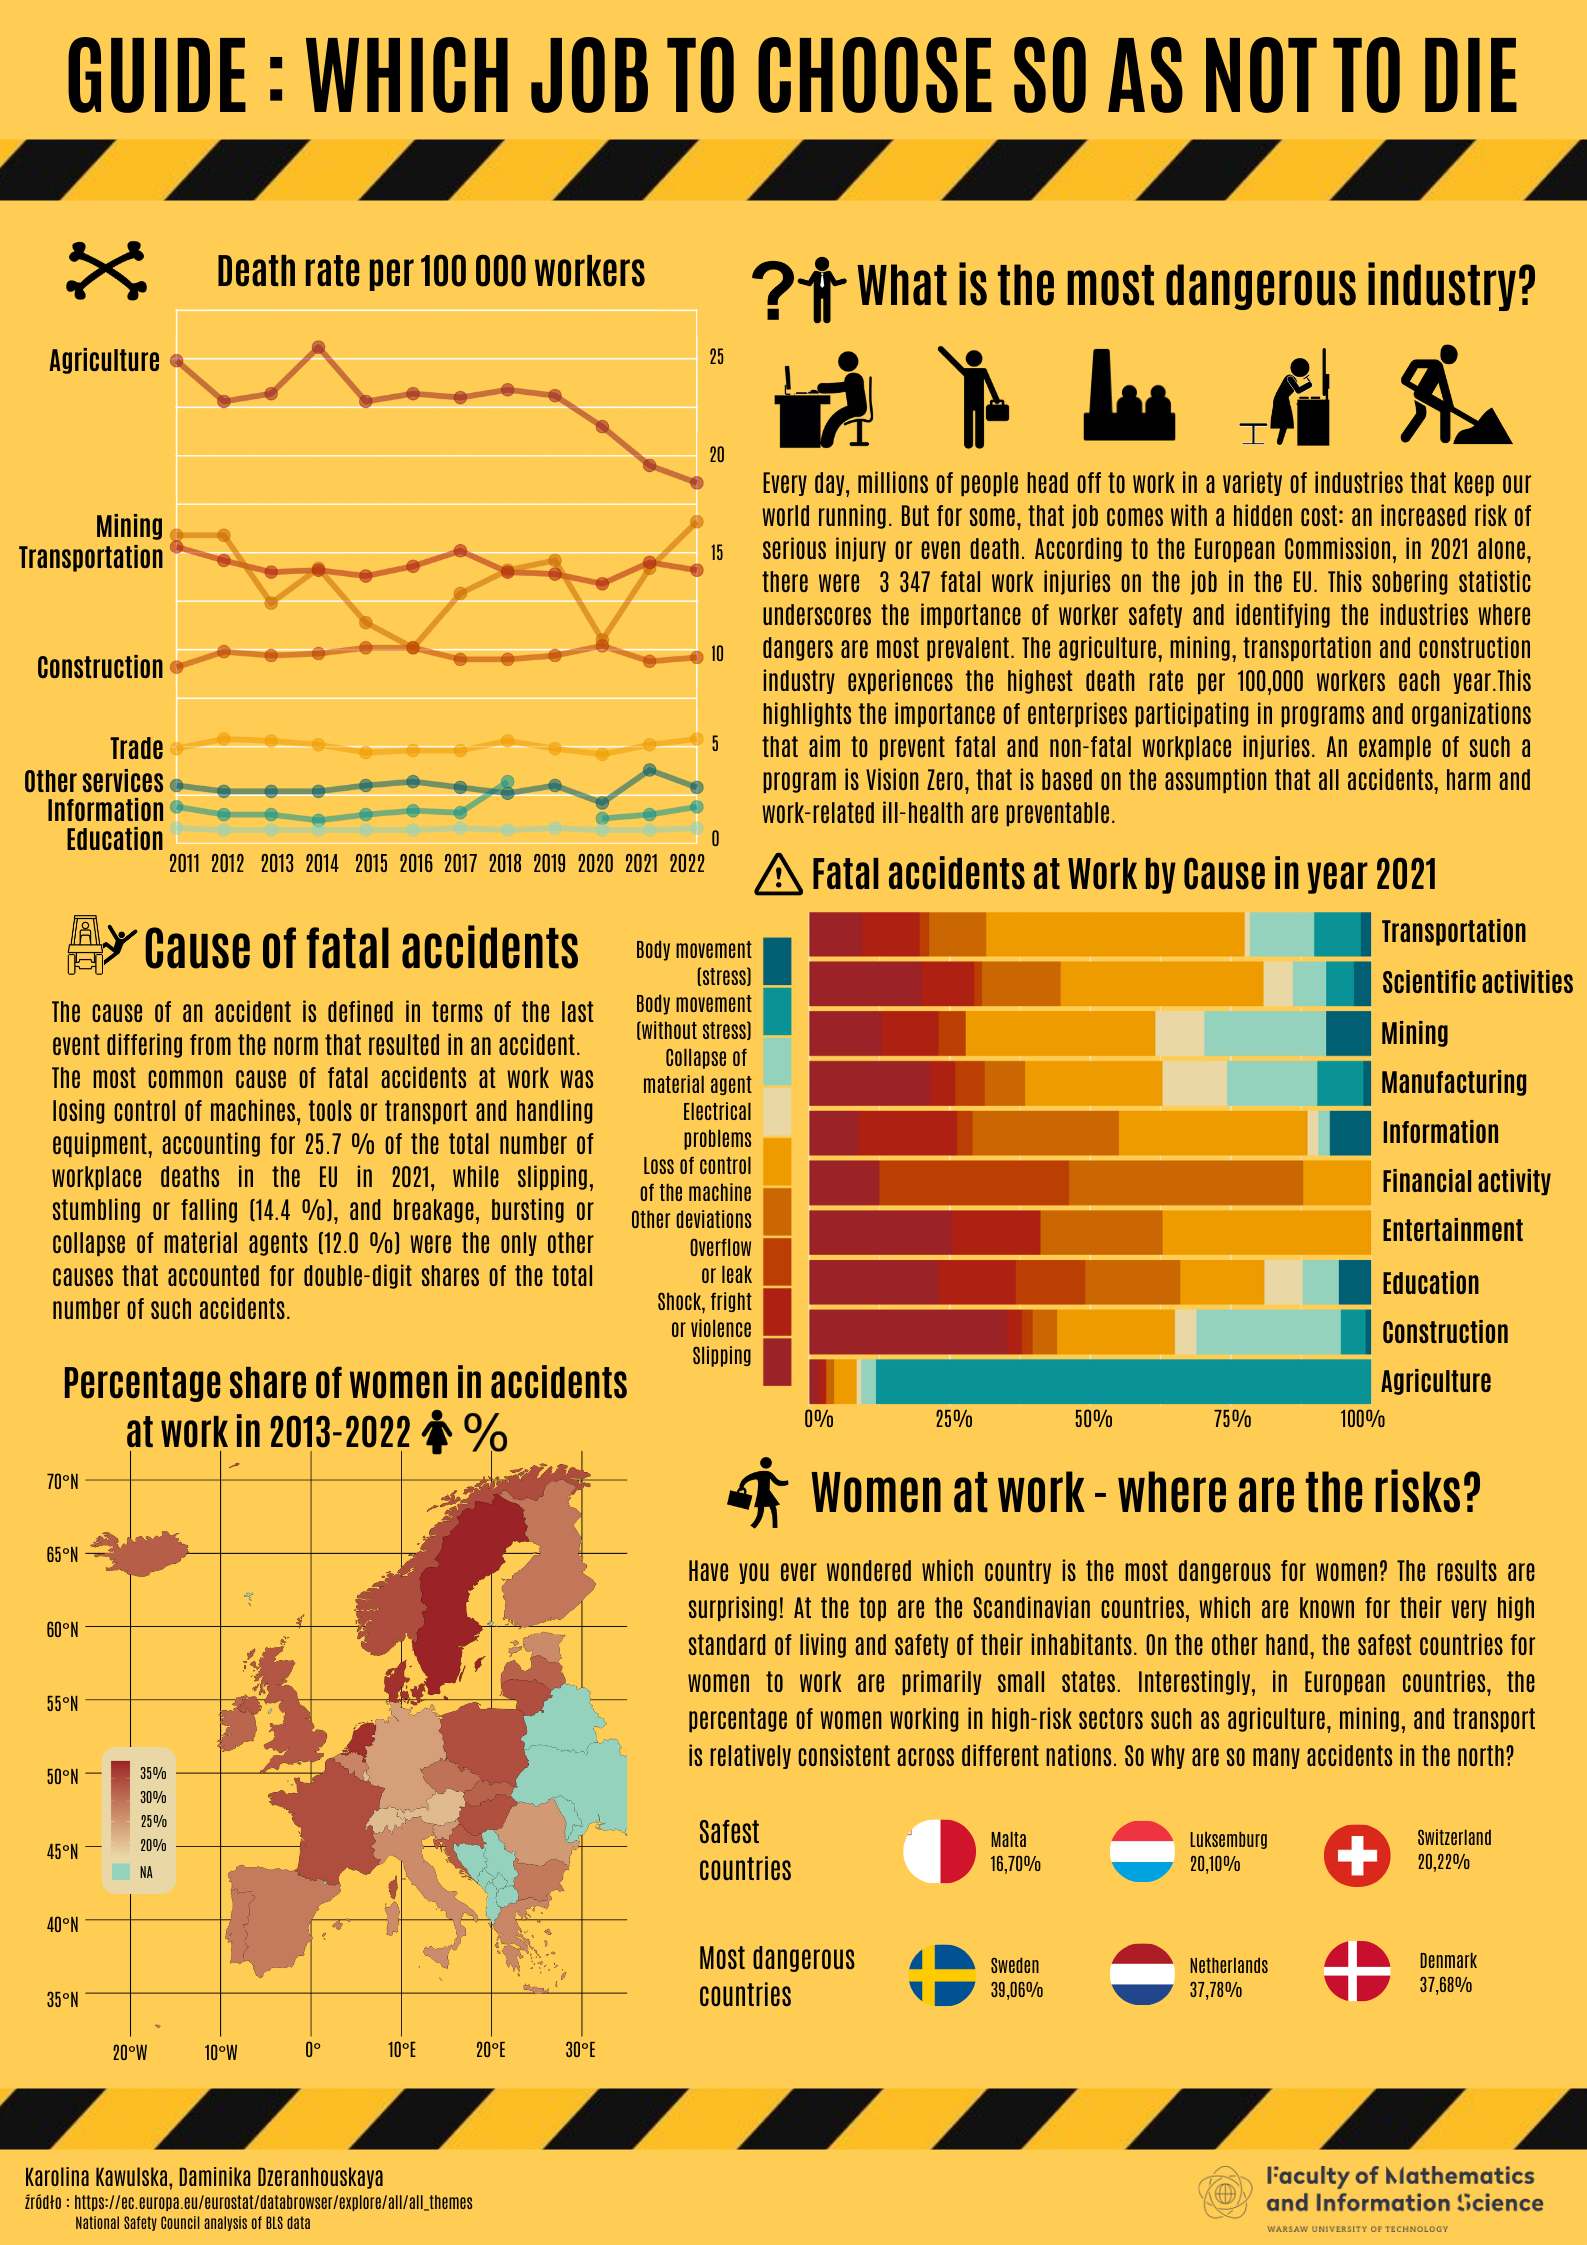 GUIDE : WHICH JOB TO CHOOSE SO AS NOT TO DIE
Death rate per 100 000 workers
Agriculture
Mining
Transportation
Construction
Trade
Other services
Information
Education
25
20
15
10
5
0
2011 2012 2013 2014 2015 2016 2017 2018 2019 2020 2021 2022
What is the most dangerous industry?
Every day, millions of people head off to work in a variety of industries that keep our
world running. But for some, that job comes with a hidden cost: an increased risk of
serious injury or even death. According to the European Commission, in 2021 alone,
there were 3 347 fatal work injuries on the job in the EU. This sobering statistic
underscores the importance of worker safety and identifying the industries where
dangers are most prevalent. The agriculture, mining, transportation and construction
industry experiences the highest death rate per 100,000 workers each year.This
highlights the importance of enterprises participating in programs and organizations
that aim to prevent fatal and non-fatal workplace injuries. An example of such a
program is Vision Zero, that is based on the assumption that all accidents, harm and
work-related ill-health are preventable.
Cause of fatal accidents
The cause of an accident is defined in terms of the last
event differing from the norm that resulted in an accident.
The most common cause of fatal accidents at work was
losing control of machines, tools or transport and handling
equipment, accounting for 25.7 % of the total number of
workplace deaths in the EU in 2021, while slipping,
stumbling or falling (14.4 %), and breakage, bursting or
collapse of material agents (12.0 %) were the only other
causes that accounted for double-digit shares of the total
number of such accidents.
Fatal accidents at Work by Cause in year 2021
Body movement
(stress)
Body movement
(without stress)
Collapse of
material agent
Electrical
problems
Loss of control
of the machine
Other deviations
Overflow
or leak
Shock, fright
or violence
Slipping
Transportation
Scientific activities
Mining
Manufacturing
Information
Financial activity
Entertainment
Education
Construction
Agriculture
0% 25% 50% 75% 100%
Percentage share of women in accidents
at work in 2013-2022 %
70°N
65°N
60°N
55°N
50°N
45°N
40°N
35°N
35%
30%
25%
20%
NA
20°W 10°W 0° 10°E 20°E 30°E
Women at work - where are the risks?
Have you ever wondered which country is the most dangerous for women? The results are
surprising! At the top are the Scandinavian countries, which are known for their very high
standard of living and safety of their inhabitants. On the other hand, the safest countries for
women to work are primarily small states. Interestingly, in European countries, the
percentage of women working in high-risk sectors such as agriculture, mining, and transport
is relatively consistent across different nations. So why are so many accidents in the north?
Safest
countries
Malta
16,70%
Luksemburg
20,10%
Switzerland
20,22%
Most dangerous
countries
Sweden
39,06%
Netherlands
37,78%
Denmark
37,68%
Karolina Kawulska, Daminika Dzeranhouskaya
źródło : https://ec.europa.eu/eurostat/databrowser/explore/all/all_themes
National Safety Council analysis of BLS data
Faculty of Mathematics
and Information Science
WARSAW UNIVERSITY OF TECHNOLOGY